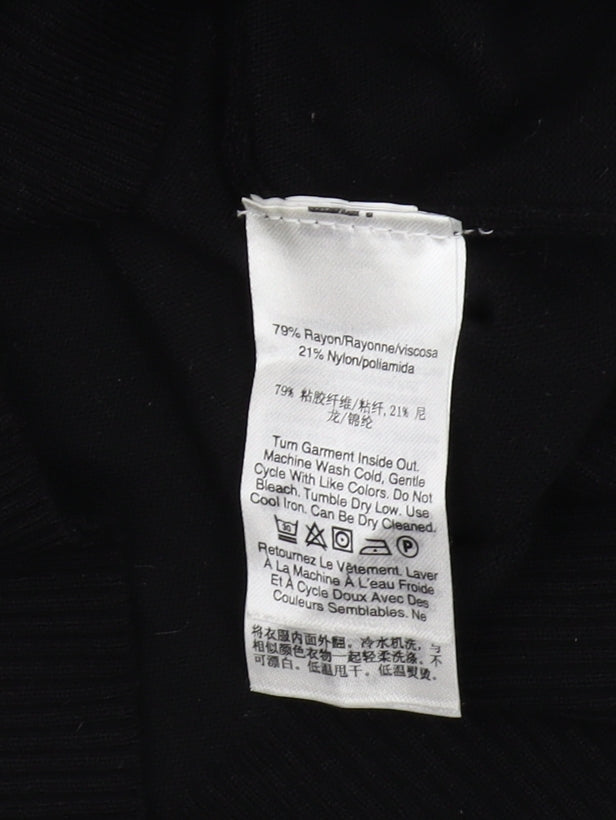 79% Rayon/Rayonne/viscosa
21% Nylon/poliamida
79% 粘胶纤维/粘纤, 21% 尼
龙/锦纶
Turn Garment Inside Out.
Machine Wash Cold, Gentle
Cycle With Like Colors. Do Not
Bleach. Tumble Dry Low. Use
Cool Iron. Can Be Dry Cleaned.
30 P
Retournez Le Vêtement. Laver
À La Machine À L'eau Froide
Et À Cycle Doux Avec Des
Couleurs Semblables. Ne
将衣服内面外翻。冷水机洗, 与
相似颜色衣物一起轻柔洗涤。不
可漂白。低温甩干。低温熨烫。